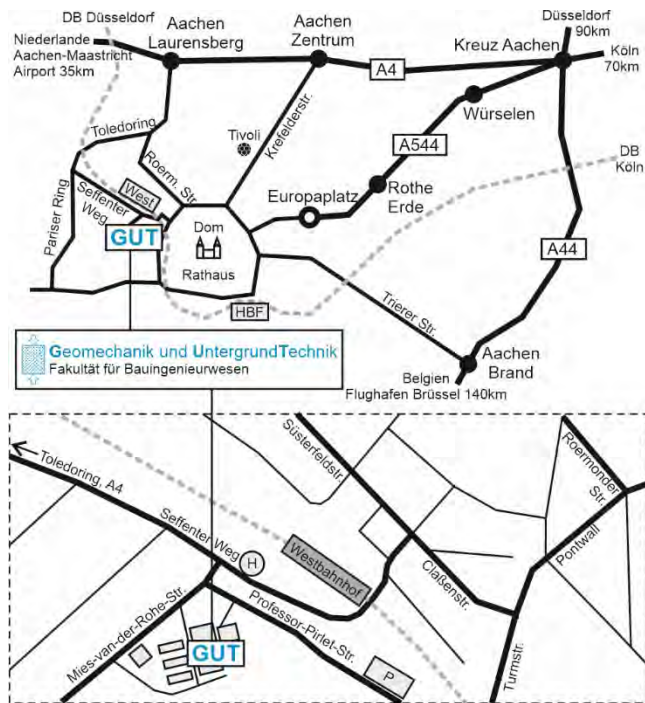 DB Düsseldorf
Düsseldorf
90km
Niederlande
Aachen-Maastricht
Airport 35km
Aachen
Laurensberg
Aachen
Zentrum
Kreuz Aachen
Köln
70km
A4
Würselen
Toledoring
Tivoli
Krefelderstr.
A544
DB
Köln
Roerm. Str
Rothe
Erde
Europaplatz
West
Seffenter
Weg
Pariser Ring
GUT
Dom
Rathaus
A44
HBF
Trierer Str.
Geomechanik und UntergrundTechnik
Fakultät für Bauingenieurwesen
Aachen
Brand
Belgien
Flughafen Brüssel 140km
Toledoring, A4
Süsterfeldstr.
Roermonder
Str.
Seffenter Weg
H
Westbahnhof
Pontwall
Claßenstr.
Mies-van-der-Rohe-Str.
Professor-Pirlet-Str.
GUT
P
Turmstr.